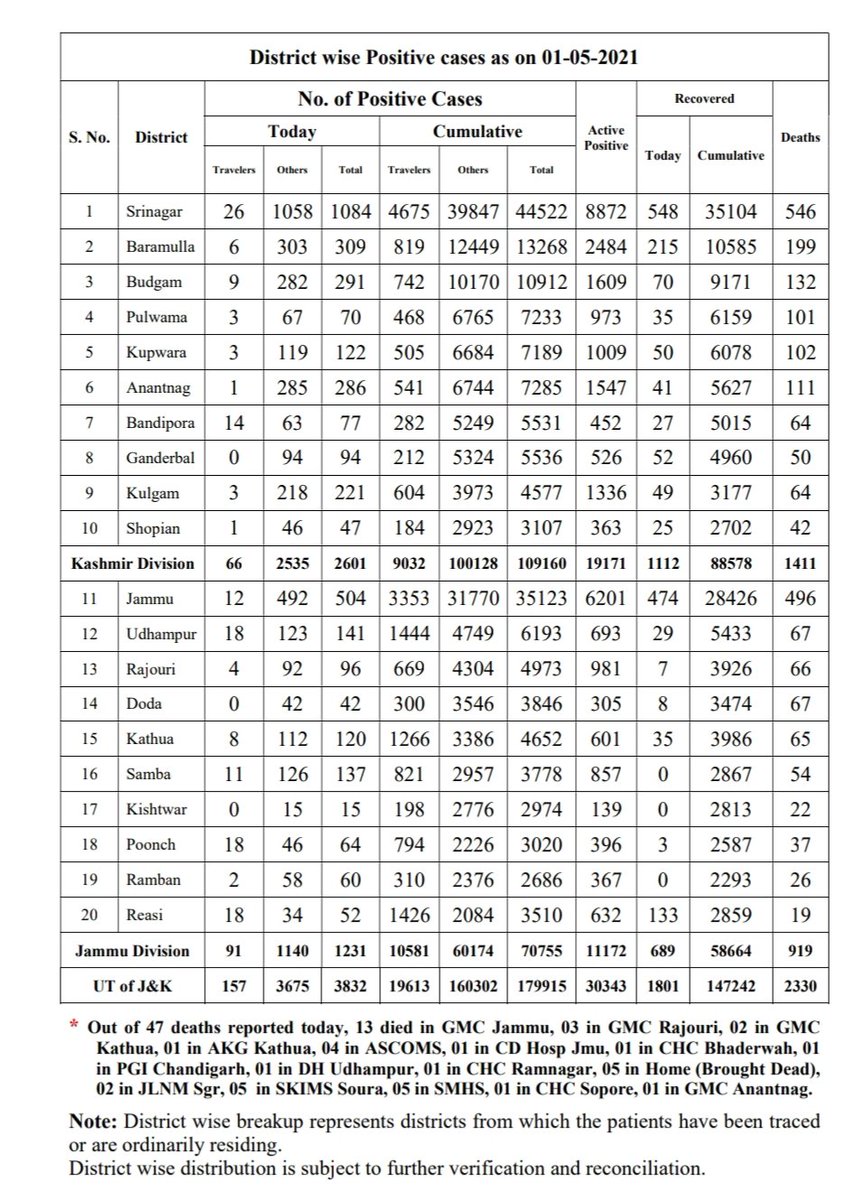 District wise Positive cases as on 01-05-2021
S. No. District No. of Positive Cases Active Positive Recovered Deaths
Today Cumulative Today Cumulative
Travelers Others Total Travelers Others Total
1 Srinagar 26 1058 1084 4675 39847 44522 8872 548 35104 546
2 Baramulla 6 303 309 819 12449 13268 2484 215 10585 199
3 Budgam 9 282 291 742 10170 10912 1609 70 9171 132
4 Pulwama 3 67 70 468 6765 7233 973 35 6159 101
5 Kupwara 3 119 122 505 6684 7189 1009 50 6078 102
6 Anantnag 1 285 286 541 6744 7285 1547 41 5627 111
7 Bandipora 14 63 77 282 5249 5531 452 27 5015 64
8 Ganderbal 0 94 94 212 5324 5536 526 52 4960 50
9 Kulgam 3 218 221 604 3973 4577 1336 49 3177 64
10 Shopian 1 46 47 184 2923 3107 363 25 2702 42
Kashmir Division 66 2535 2601 9032 100128 109160 19171 1112 88578 1411
11 Jammu 12 492 504 3353 31770 35123 6201 474 28426 496
12 Udhampur 18 123 141 1444 4749 6193 693 29 5433 67
13 Rajouri 4 92 96 669 4304 4973 981 7 3926 66
14 Doda 0 42 42 300 3546 3846 305 8 3474 67
15 Kathua 8 112 120 1266 3386 4652 601 35 3986 65
16 Samba 11 126 137 821 2957 3778 857 0 2867 54
17 Kishtwar 0 15 15 198 2776 2974 139 0 2813 22
18 Poonch 18 46 64 794 2226 3020 396 3 2587 37
19 Ramban 2 58 60 310 2376 2686 367 0 2293 26
20 Reasi 18 34 52 1426 2084 3510 632 133 2859 19
Jammu Division 91 1140 1231 10581 60174 70755 11172 689 58664 919
UT of J&K 157 3675 3832 19613 160302 179915 30343 1801 147242 2330
* Out of 47 deaths reported today, 13 died in GMC Jammu, 03 in GMC Rajouri, 02 in GMC
Kathua, 01 in AKG Kathua, 04 in ASCOMS, 01 in CD Hosp Jmu, 01 in CHC Bhaderwah, 01
in PGI Chandigarh, 01 in DH Udhampur, 01 in CHC Ramnagar, 05 in Home (Brought Dead),
02 in JLNM Sgr, 05 in SKIMS Soura, 05 in SMHS, 01 in CHC Sopore, 01 in GMC Anantnag.
Note: District wise breakup represents districts from which the patients have been traced
or are ordinarily residing.
District wise distribution is subject to further verification and reconciliation.